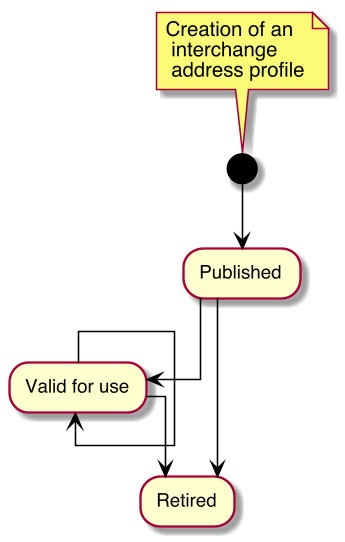 Creation of an
interchange
address profile
Published
Valid for use
Retired